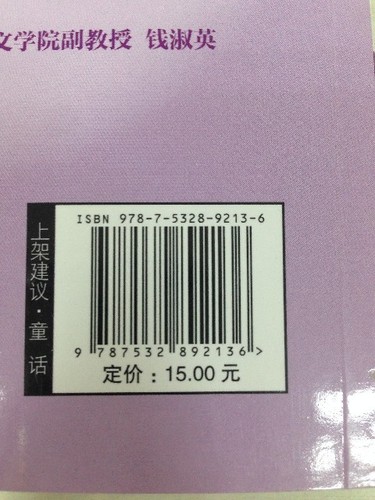 文学院副教授 钱淑英
上架建议·童话
ISBN 978-7-5328-9213-6
9 787532 892136 >
定价：15.00 元